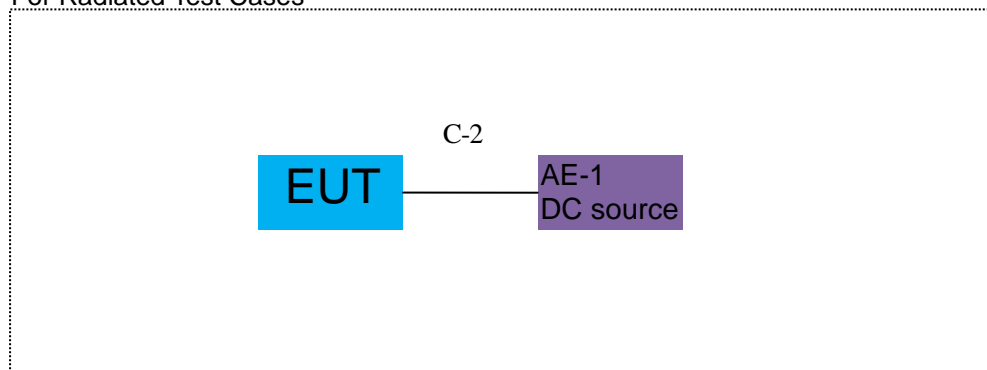 For Radiated Test Cases
C-2
EUT
AE-1
DC source